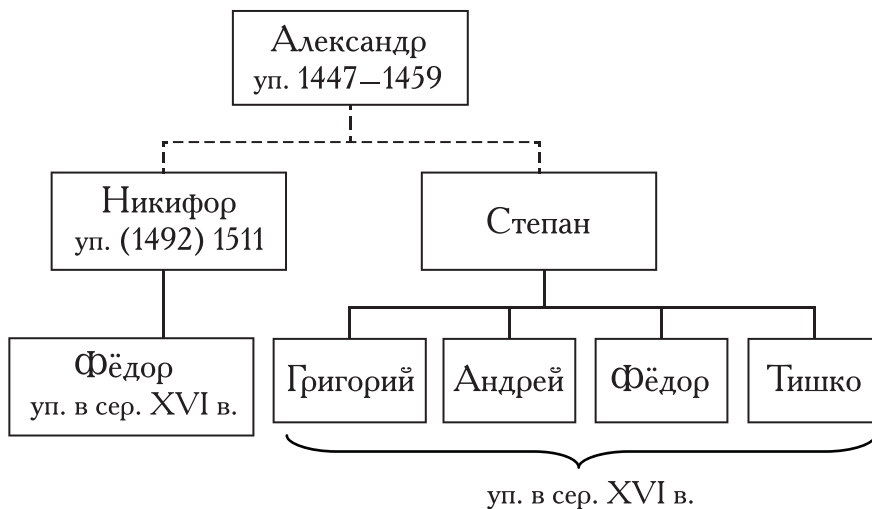 Александр
уп. 1447—1459
Никифор
уп. (1492) 1511
Степан
Фёдор
уп. в сер. XVI в.
Григорий
Андрей
Фёдор
Тишко
уп. в сер. XVI в.